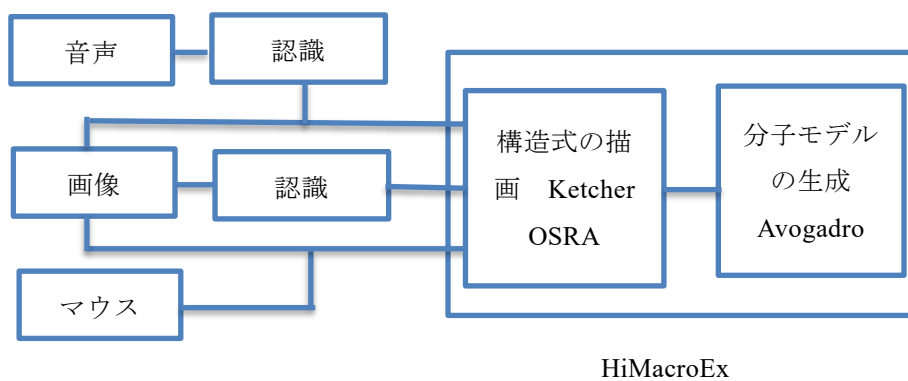 音声
認識
画像
認識
マウス
構造式の描
画 Ketcher
OSRA
分子モデル
の生成
Avogadro
HiMacroEx